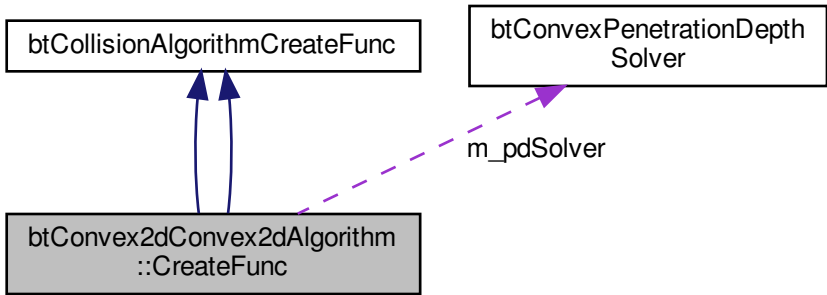 btCollisionAlgorithmCreateFunc
btConvexPenetrationDepth
Solver
m_pdSolver
btConvex2dConvex2dAlgorithm
::CreateFunc